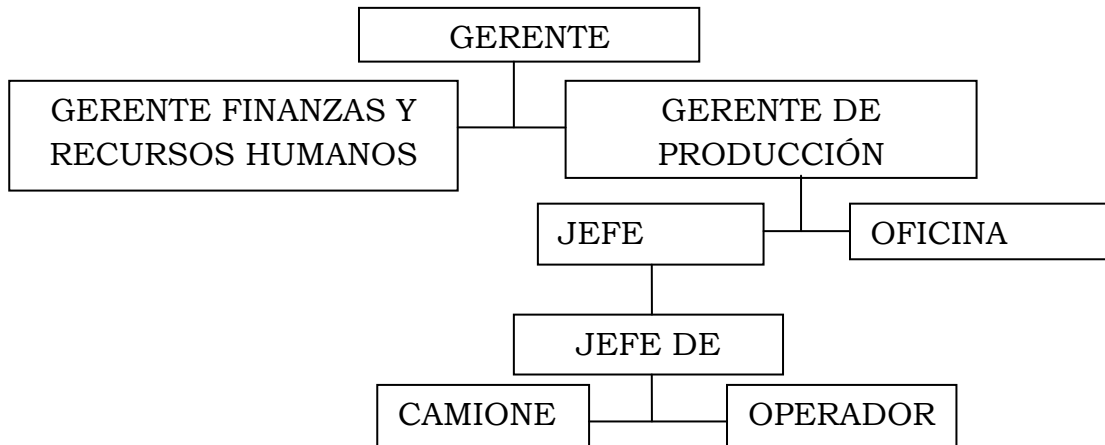 GERENTE
GERENTE FINANZAS Y
RECURSOS HUMANOS
GERENTE DE
PRODUCCIÓN
JEFE
OFICINA
JEFE DE
CAMIONE
OPERADOR